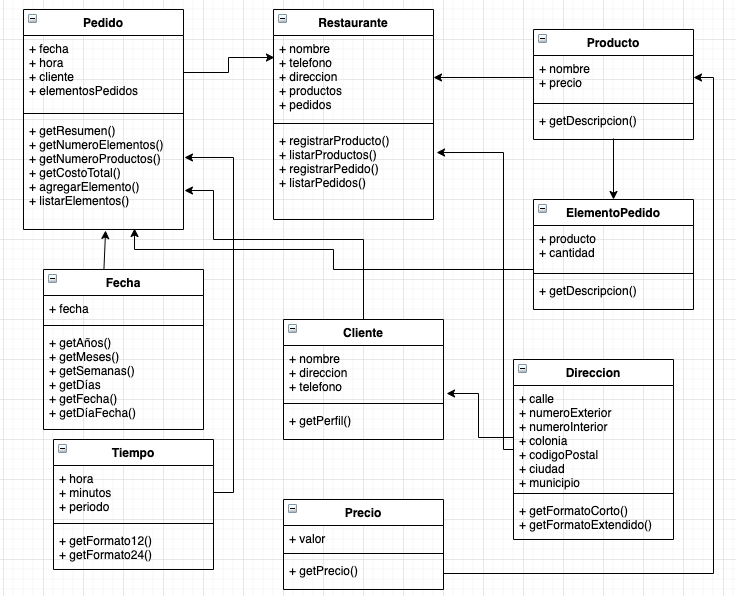 Pedido
+ fecha
+ hora
+ cliente
+ elementosPedidos
+ getResumen()
+ getNumeroElementos()
+ getNumeroProductos()
+ getCostoTotal()
+ agregarElemento()
+ listarElementos()
Restaurante
+ nombre
+ telefono
+ direccion
+ productos
+ pedidos
+ registrarProducto()
+ listarProductos()
+ registrarPedido()
+ listarPedidos()
Producto
+ nombre
+ precio
+ getDescripcion()
ElementoPedido
+ producto
+ cantidad
+ getDescripcion()
Fecha
+ fecha
+ getAños()
+ getMeses()
+ getSemanas()
+ getDías
+ getFecha()
+ getDíaFecha()
Cliente
+ nombre
+ direccion
+ telefono
+ getPerfil()
Direccion
+ calle
+ numeroExterior
+ numeroInterior
+ colonia
+ codigoPostal
+ ciudad
+ municipio
+ getFormatoCorto()
+ getFormatoExtendido()
Tiempo
+ hora
+ minutos
+ periodo
+ getFormato12()
+ getFormato24()
Precio
+ valor
+ getPrecio()